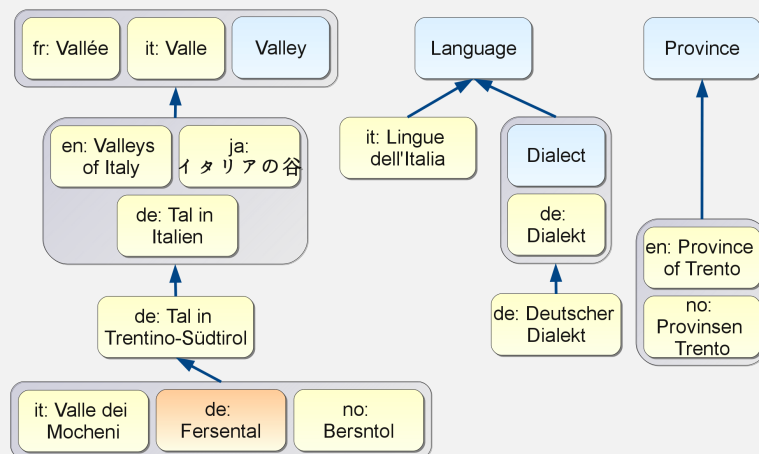 fr: Vallée
it: Valle
Valley
Language
Province
en: Valleys
of Italy
ja:
イタリアの谷
it: Lingue
dell'Italia
Dialect
de: Tal in
Italien
de:
Dialekt
en: Province
of Trento
de: Tal in
Trentino-Südtirol
de: Deutscher
Dialekt
no:
Provinsen
Trento
it: Valle dei
Mocheni
de:
Fersental
no:
Bersntol